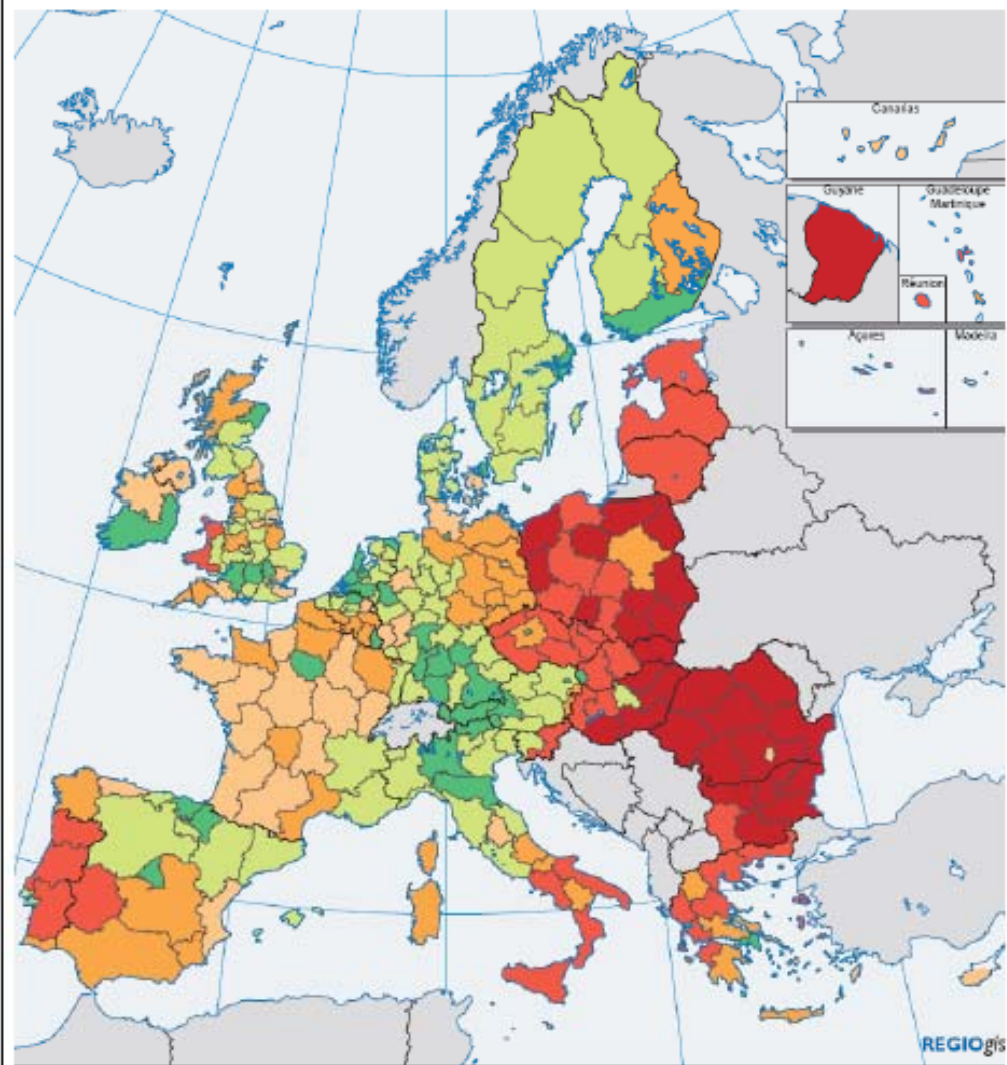 Canarias
Guyane
Guadeloupe
Martinique
Réunion
Açores
Madeira
REGIOgis